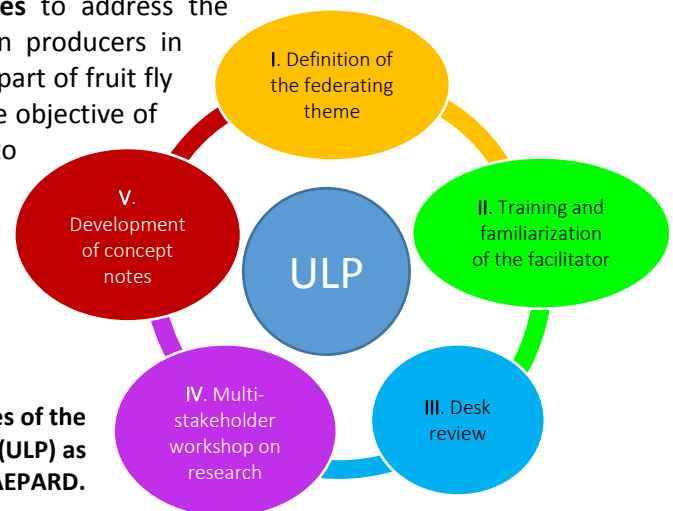 es to address the
n producers in
part of fruit fly
e objective of
to
I. Definition of
the federating
theme
II. Training and
familiarization
of the facilitator
III. Desk
review
IV. Multi-
stakeholder
workshop on
research
V.
Development
of concept
notes
ULP
es of the
(ULP) as
AEPARD.